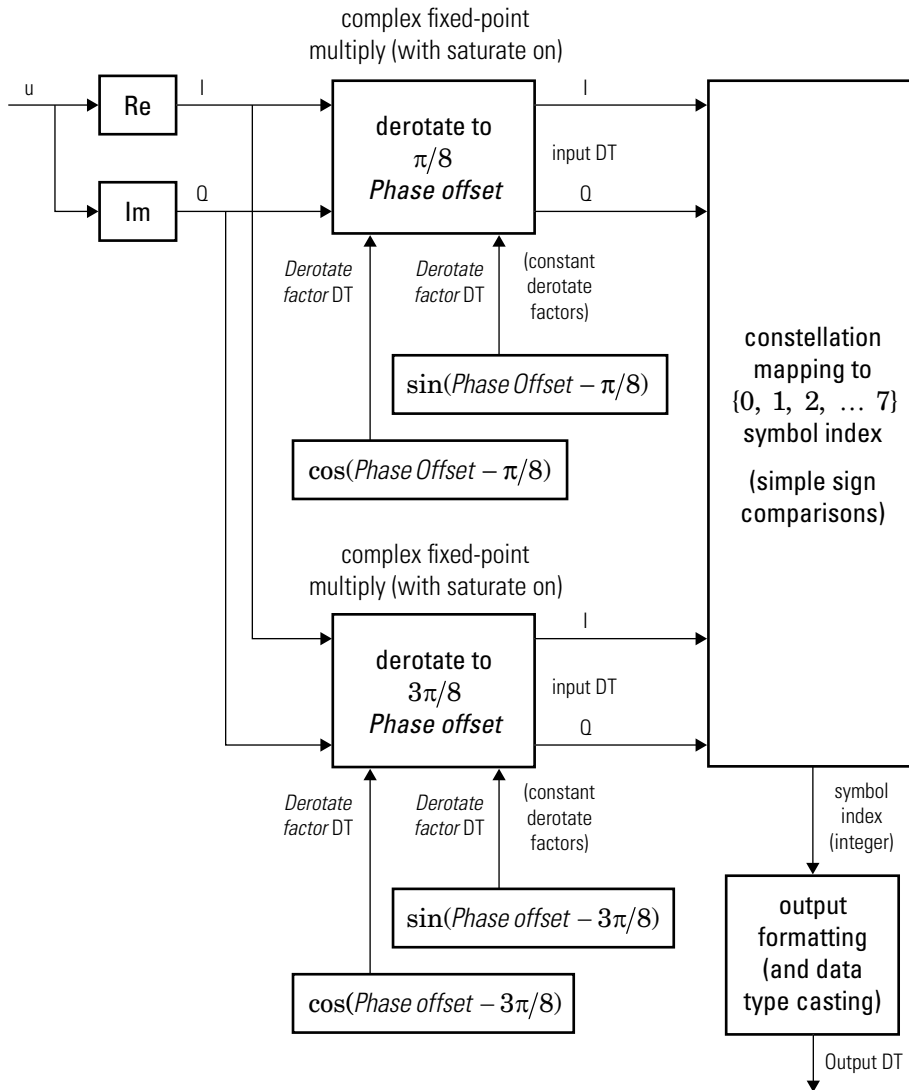 complex fixed-point
multiply (with saturate on)
u
Re
I
derotate to
π/8
Phase offset
I
input DT
Q
Im
Q
Derotate
factor DT
Derotate
factor DT
(constant
derotate
factors)
sin(Phase Offset − π/8)
cos(Phase Offset − π/8)
constellation
mapping to
{0, 1, 2, … 7}
symbol index
(simple sign
comparisons)
complex fixed-point
multiply (with saturate on)
derotate to
3π/8
Phase offset
I
input DT
Q
Derotate
factor DT
Derotate
factor DT
(constant
derotate
factors)
sin(Phase offset − 3π/8)
cos(Phase offset − 3π/8)
symbol
index
(integer)
output
formatting
(and data
type casting)
Output DT